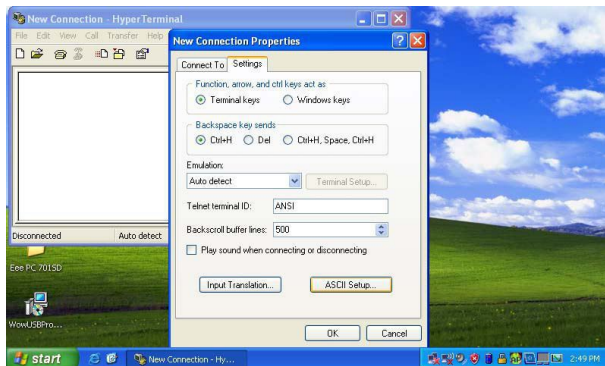 New Connection - HyperTerminal
File Edit View Call Transfer Help
New Connection Properties
Connect To Settings
Function, arrow, and ctrl keys act as
Terminal keys Windows keys
Backspace key sends
Ctrl+H Del Ctrl+H, Space, Ctrl+H
Emulation:
Auto detect Terminal Setup...
Telnet terminal ID: ANSI
Backscroll buffer lines: 500
Play sound when connecting or disconnecting
Input Translation... ASCII Setup...
OK Cancel
Disconnected Auto detect
Eee PC 701SD
WowUSBPro...
start New Connection - Hy... 2:49 PM